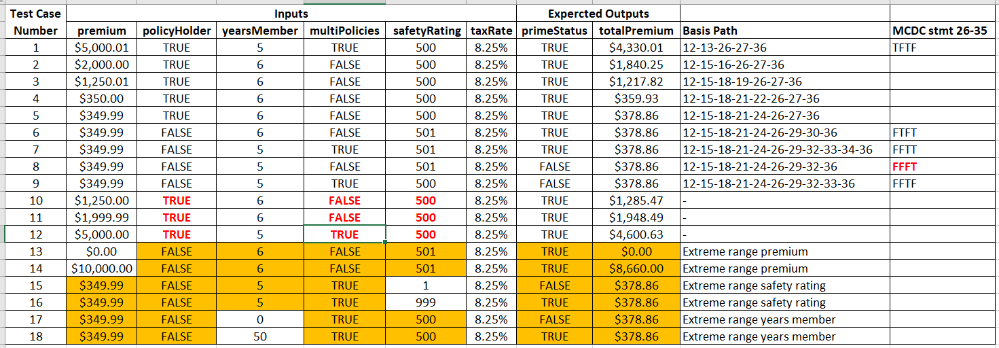 Test Case Inputs Expercted Outputs
Number premium policyHolder yearsMember multiPolicies safetyRating taxRate primeStatus totalPremium Basis Path MCDC stmt 26-35
1 $5,000.01 TRUE 5 TRUE 500 8.25% TRUE $4,330.01 12-13-26-27-36 TFTF
2 $2,000.00 TRUE 6 FALSE 500 8.25% TRUE $1,840.25 12-15-16-26-27-36
3 $1,250.01 TRUE 6 FALSE 500 8.25% TRUE $1,217.82 12-15-18-19-26-27-36
4 $350.00 TRUE 6 FALSE 500 8.25% TRUE $359.93 12-15-18-21-22-26-27-36
5 $349.99 TRUE 6 FALSE 500 8.25% TRUE $378.86 12-15-18-21-24-26-27-36
6 $349.99 FALSE 6 FALSE 501 8.25% TRUE $378.86 12-15-18-21-24-26-29-30-36 FTFT
7 $349.99 FALSE 5 TRUE 501 8.25% TRUE $378.86 12-15-18-21-24-26-29-32-33-34-36 FFTT
8 $349.99 FALSE 5 FALSE 501 8.25% FALSE $378.86 12-15-18-21-24-26-29-32-36 FFFT
9 $349.99 FALSE 5 TRUE 500 8.25% FALSE $378.86 12-15-18-21-24-26-29-32-33-36 FFTF
10 $1,250.00 TRUE 6 FALSE 500 8.25% TRUE $1,285.47 -
11 $1,999.99 TRUE 6 FALSE 500 8.25% TRUE $1,948.49 -
12 $5,000.00 TRUE 5 TRUE 500 8.25% TRUE $4,600.63 -
13 $0.00 FALSE 6 FALSE 501 8.25% TRUE $0.00 Extreme range premium
14 $10,000.00 FALSE 6 FALSE 501 8.25% TRUE $8,660.00 Extreme range premium
15 $349.99 FALSE 5 TRUE 1 8.25% FALSE $378.86 Extreme range safety rating
16 $349.99 FALSE 5 TRUE 999 8.25% TRUE $378.86 Extreme range safety rating
17 $349.99 FALSE 0 TRUE 500 8.25% FALSE $378.86 Extreme range years member
18 $349.99 FALSE 50 TRUE 500 8.25% TRUE $378.86 Extreme range years member